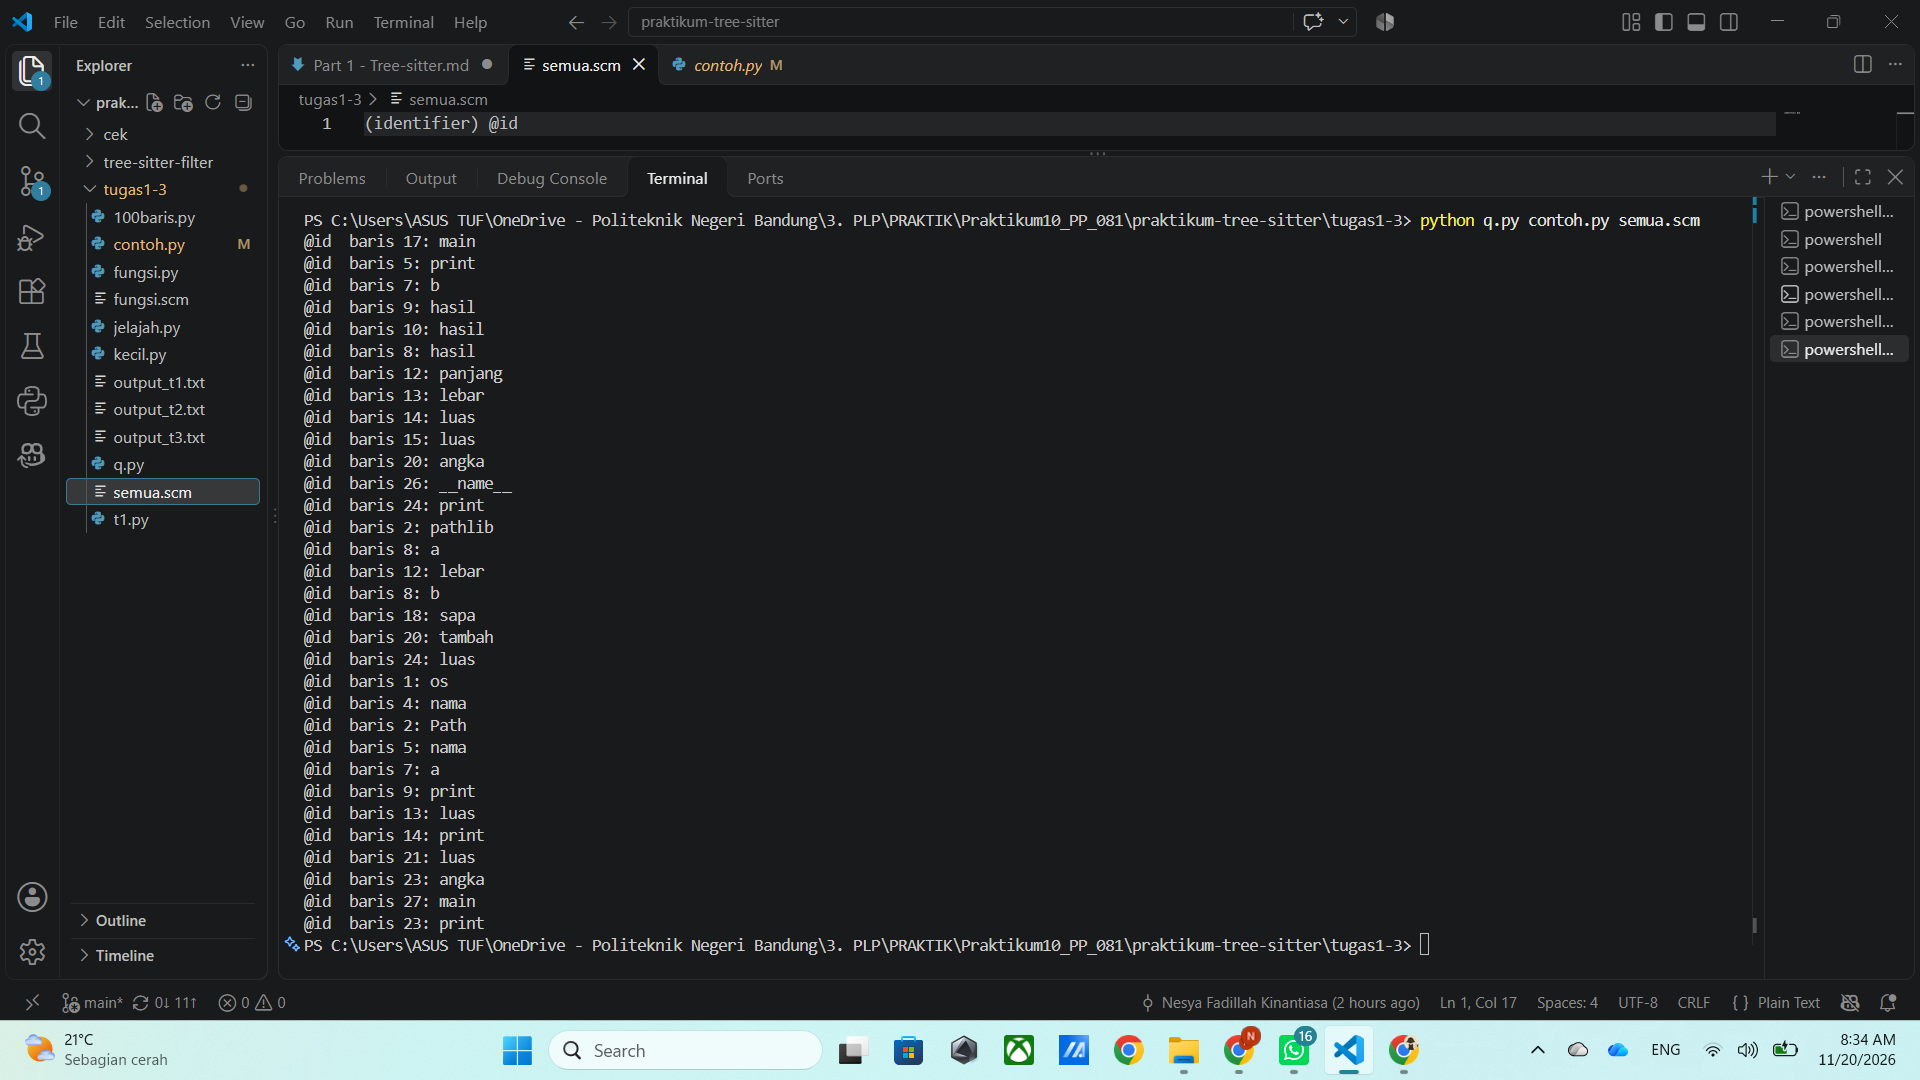 File Edit Selection View Go Run Terminal Help
praktikum-tree-sitter
Explorer
prak...
cek
tree-sitter-filter
tugas1-3
100baris.py
contoh.py M
fungsi.py
fungsi.scm
jelajah.py
kecil.py
output_t1.txt
output_t2.txt
output_t3.txt
q.py
semua.scm
t1.py
Outline
Timeline
1
1
Part 1 - Tree-sitter.md
semua.scm
contoh.py M
tugas1-3 > semua.scm
1 (identifier) @id
Problems Output Debug Console Terminal Ports
PS C:\Users\ASUS TUF\OneDrive - Politeknik Negeri Bandung\3. PLP\PRAKTIK\Praktikum10_PP_081\praktikum-tree-sitter\tugas1-3> python q.py contoh.py semua.scm
@id  baris 17: main
@id  baris 5: print
@id  baris 7: b
@id  baris 9: hasil
@id  baris 10: hasil
@id  baris 8: hasil
@id  baris 12: panjang
@id  baris 13: lebar
@id  baris 14: luas
@id  baris 15: luas
@id  baris 20: angka
@id  baris 26: __name__
@id  baris 24: print
@id  baris 2: pathlib
@id  baris 8: a
@id  baris 12: lebar
@id  baris 8: b
@id  baris 18: sapa
@id  baris 20: tambah
@id  baris 24: luas
@id  baris 1: os
@id  baris 4: nama
@id  baris 2: Path
@id  baris 5: nama
@id  baris 7: a
@id  baris 9: print
@id  baris 13: luas
@id  baris 14: print
@id  baris 21: luas
@id  baris 23: angka
@id  baris 27: main
@id  baris 23: print
PS C:\Users\ASUS TUF\OneDrive - Politeknik Negeri Bandung\3. PLP\PRAKTIK\Praktikum10_PP_081\praktikum-tree-sitter\tugas1-3>
powershell...
powershell
powershell...
powershell...
powershell...
powershell...
main* 0↓ 11↑ 0 0
Nesya Fadillah Kinantiasa (2 hours ago) Ln 1, Col 17 Spaces: 4 UTF-8 CRLF { } Plain Text
21°C
Sebagian cerah
Search
N
16
ENG
8:34 AM
11/20/2026